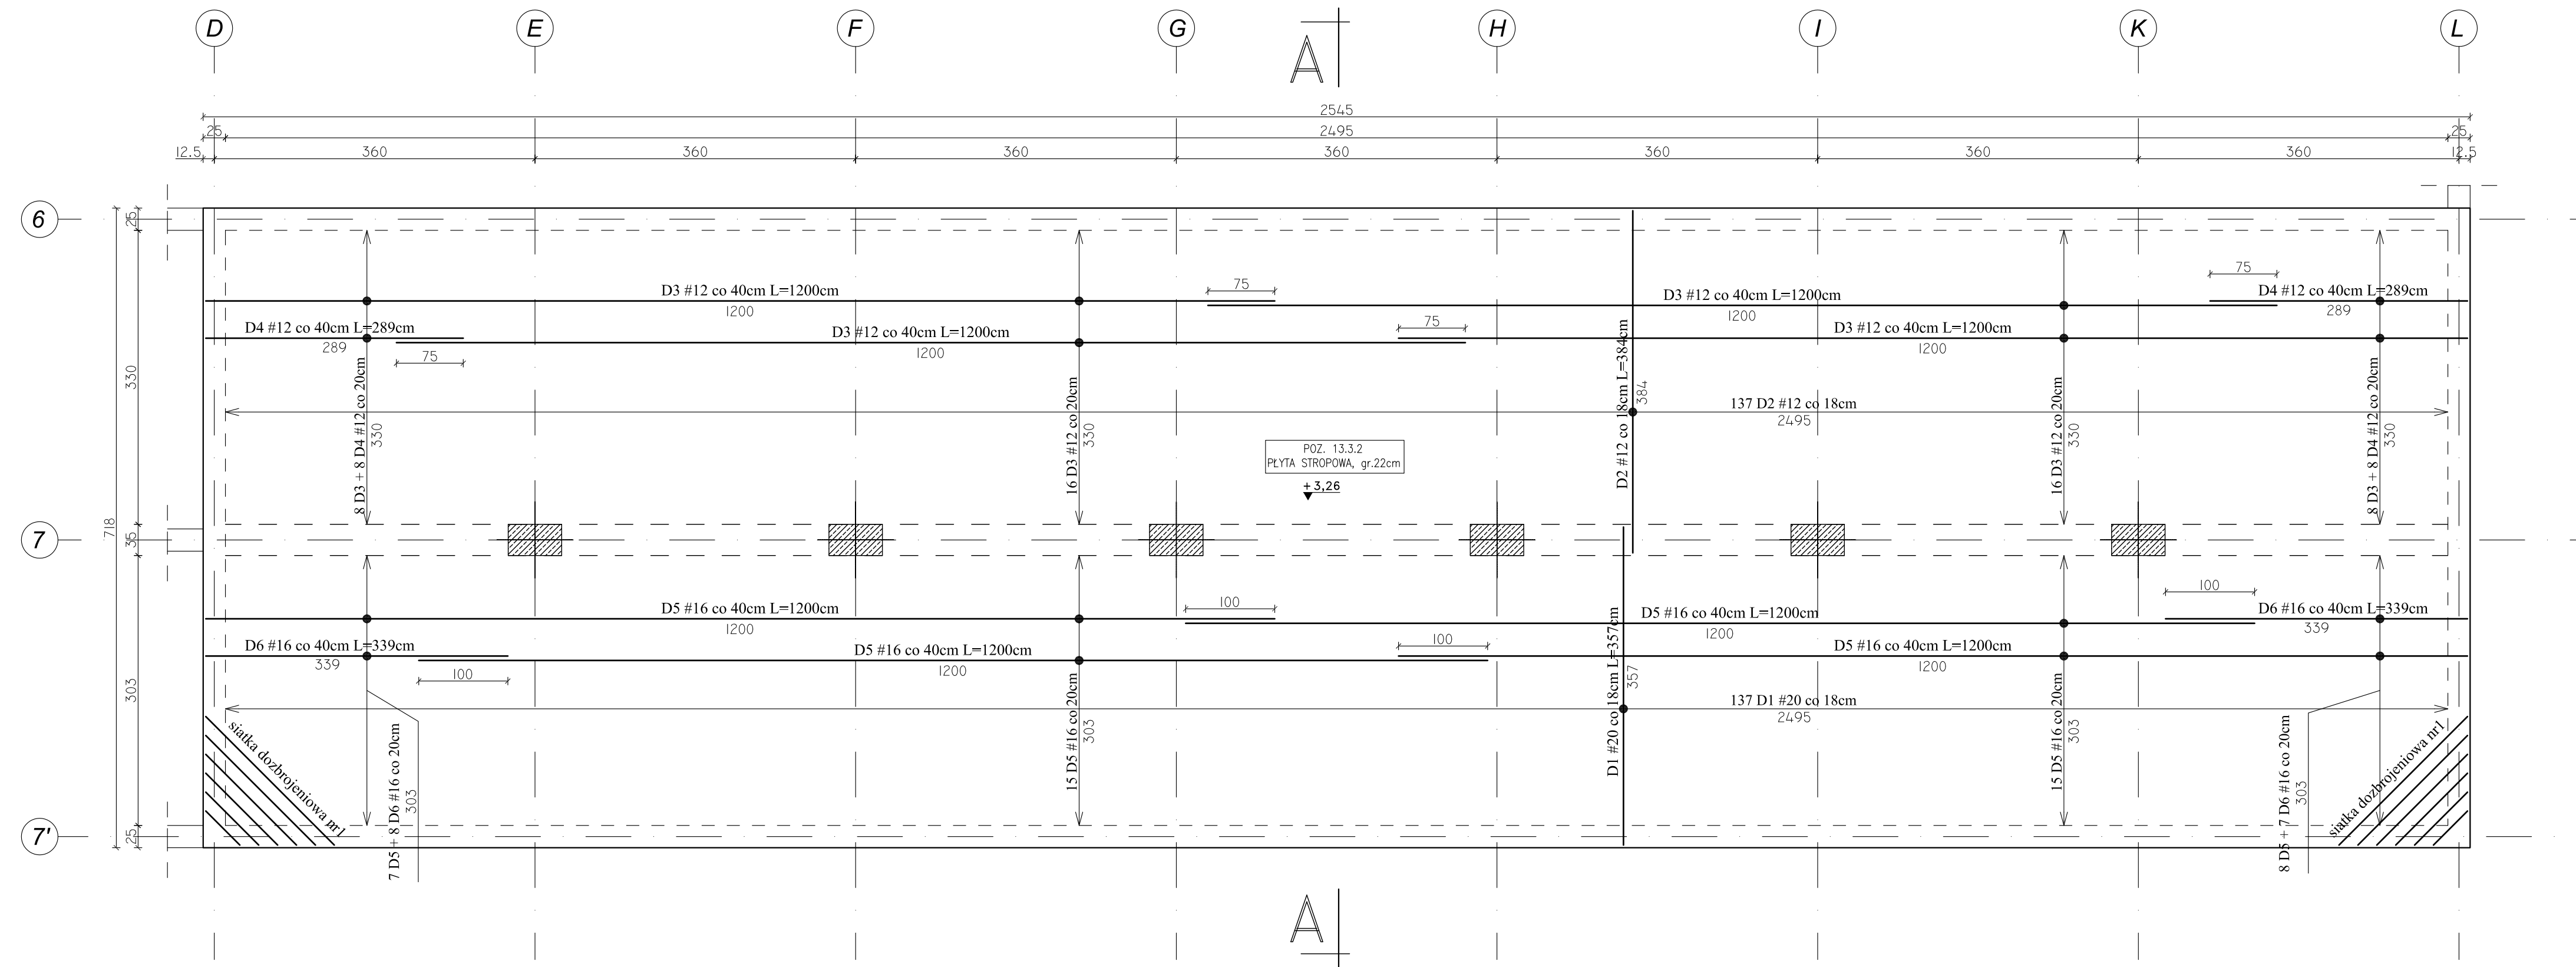 D E F G H I K L
A
2545
25 2495 25
12.5 360 360 360 360 360 360 360 12.5
6
25
75 75
D3 #12 co 40cm L=1200cm D3 #12 co 40cm L=1200cm D4 #12 co 40cm L=289cm
1200 1200 289
D4 #12 co 40cm L=289cm D3 #12 co 40cm L=1200cm 75 D3 #12 co 40cm L=1200cm
289 75 1200 1200
330
8 D3 + 8 D4 #12 co 20cm
330
16 D3 #12 co 20cm
330
D2 #12 co 18cm L=384cm
384
137 D2 #12 co 18cm
2495
16 D3 #12 co 20cm
330
8 D3 + 8 D4 #12 co 20cm
330
POZ. 13.3.2
PŁYTA STROPOWA, gr.22cm
+3,26
718
7
35
100 100
D5 #16 co 40cm L=1200cm D5 #16 co 40cm L=1200cm D6 #16 co 40cm L=339cm
1200 1200 339
D6 #16 co 40cm L=339cm D5 #16 co 40cm L=1200cm 100 D5 #16 co 40cm L=1200cm
339 100 1200 1200
303
7 D5 + 8 D6 #16 co 20cm
303
15 D5 #16 co 20cm
303
D1 #20 co 18cm L=357cm
357
137 D1 #20 co 18cm
2495
15 D5 #16 co 20cm
303
8 D5 + 7 D6 #16 co 20cm
303
siatka dozbrojeniowa nr1
siatka dozbrojeniowa nr1
7'
25
A